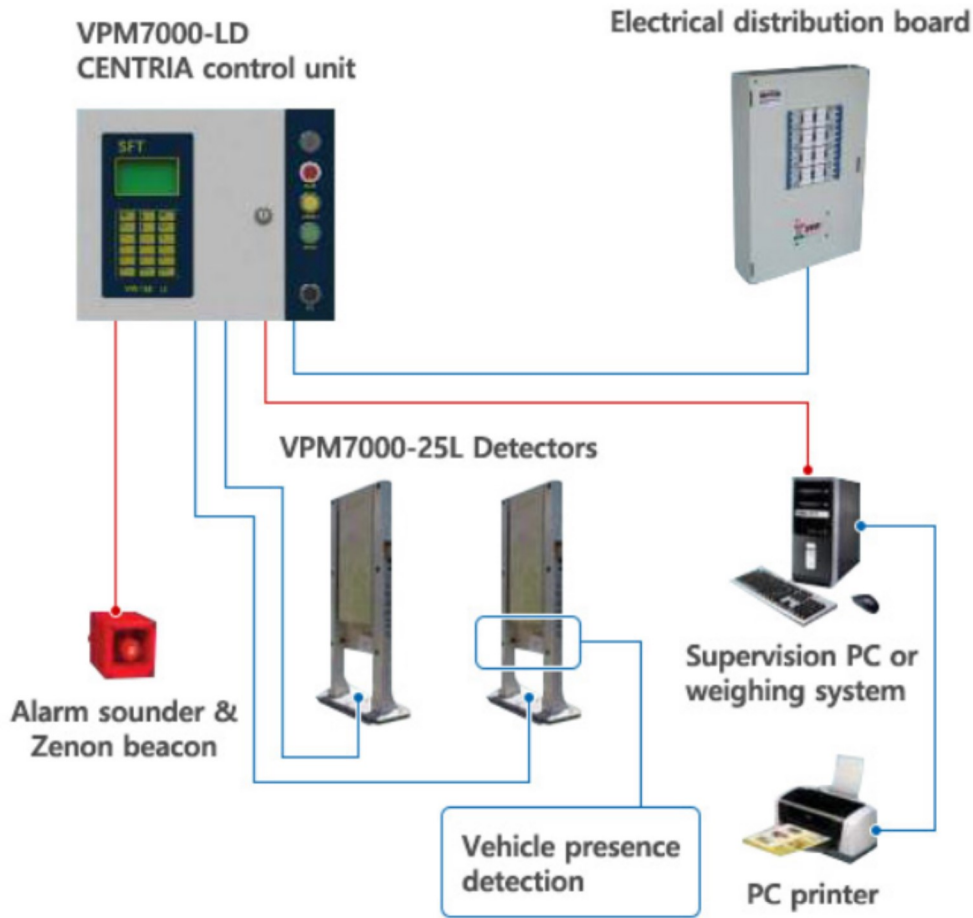 VPM7000-LD
CENTRIA control unit
Electrical distribution board
SFT
VPM7000-25L Detectors
Alarm sounder &
Zenon beacon
Supervision PC or
weighing system
Vehicle presence
detection
PC printer